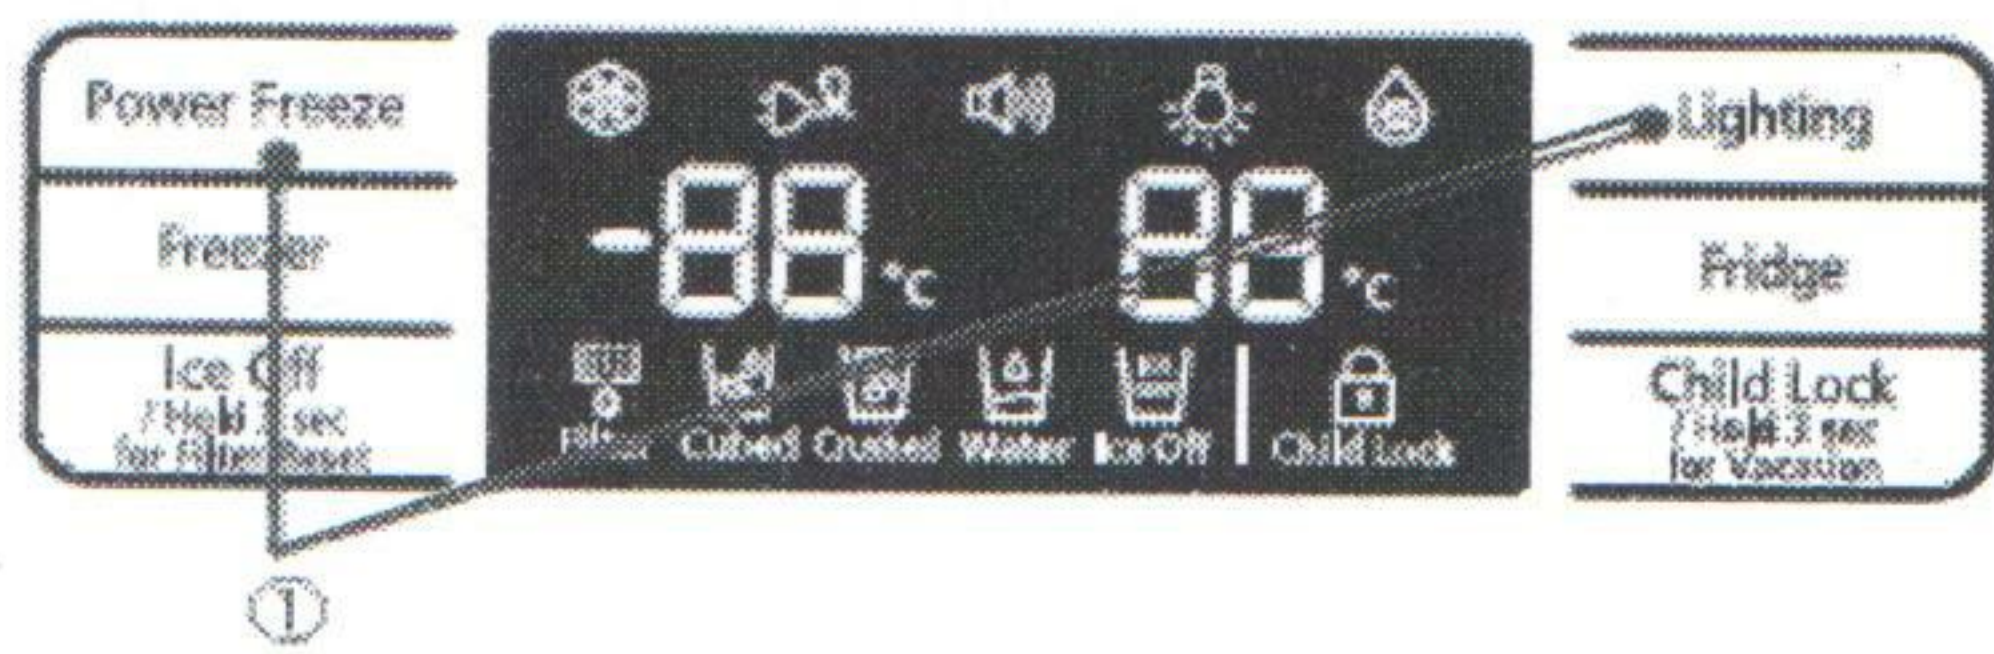 Power Freeze
Freezer
Ice Off
/ Hold 3 sec
for Filter Reset
-88 °C
80 °C
Filter
Cubed
Crushed
Water
Ice Off
Child Lock
Lighting
Fridge
Child Lock
/ Hold 3 sec
for Vacation
①